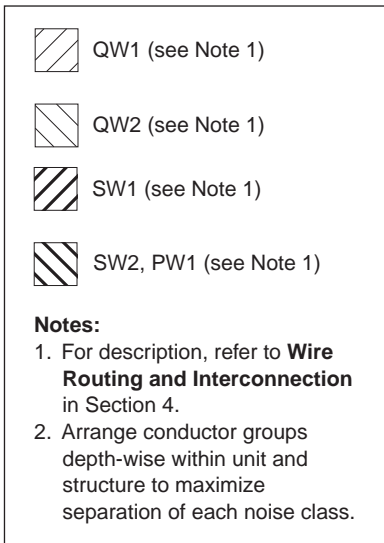 QW1 (see Note 1)
QW2 (see Note 1)
SW1 (see Note 1)
SW2, PW1 (see Note 1)
Notes:
1. For description, refer to Wire
Routing and Interconnection
in Section 4.
2. Arrange conductor groups
depth-wise within unit and
structure to maximize
separation of each noise class.